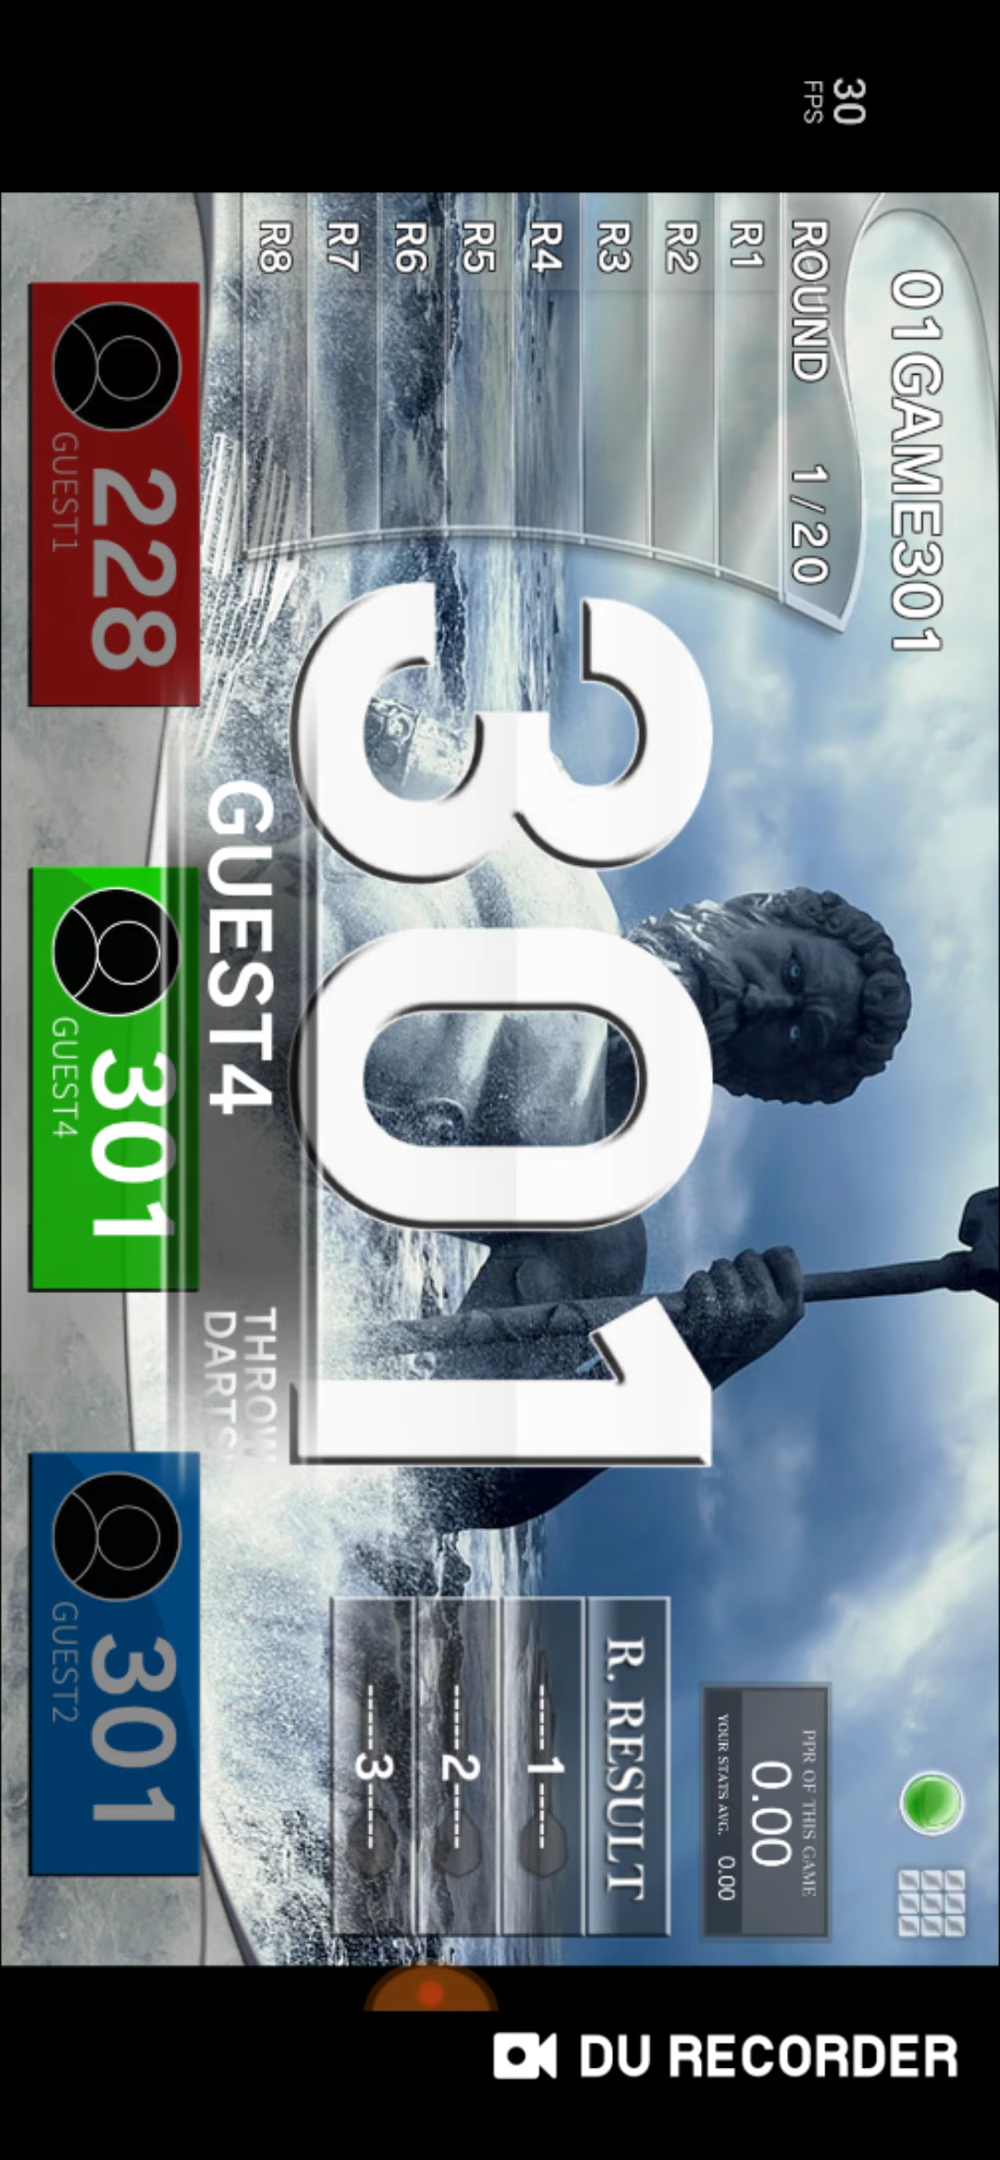 30
FPS
01GAME301
ROUND 1/20
R1
R2
R3
R4
R5
R6
R7
R8
301
PPR OF THIS GAME
0.00
YOUR STATS AVG. 0.00
R. RESULT
-----1-----
-----2-----
-----3-----
GUEST4
THROW
DARTS
228
GUEST1
301
GUEST4
301
GUEST2
DU RECORDER